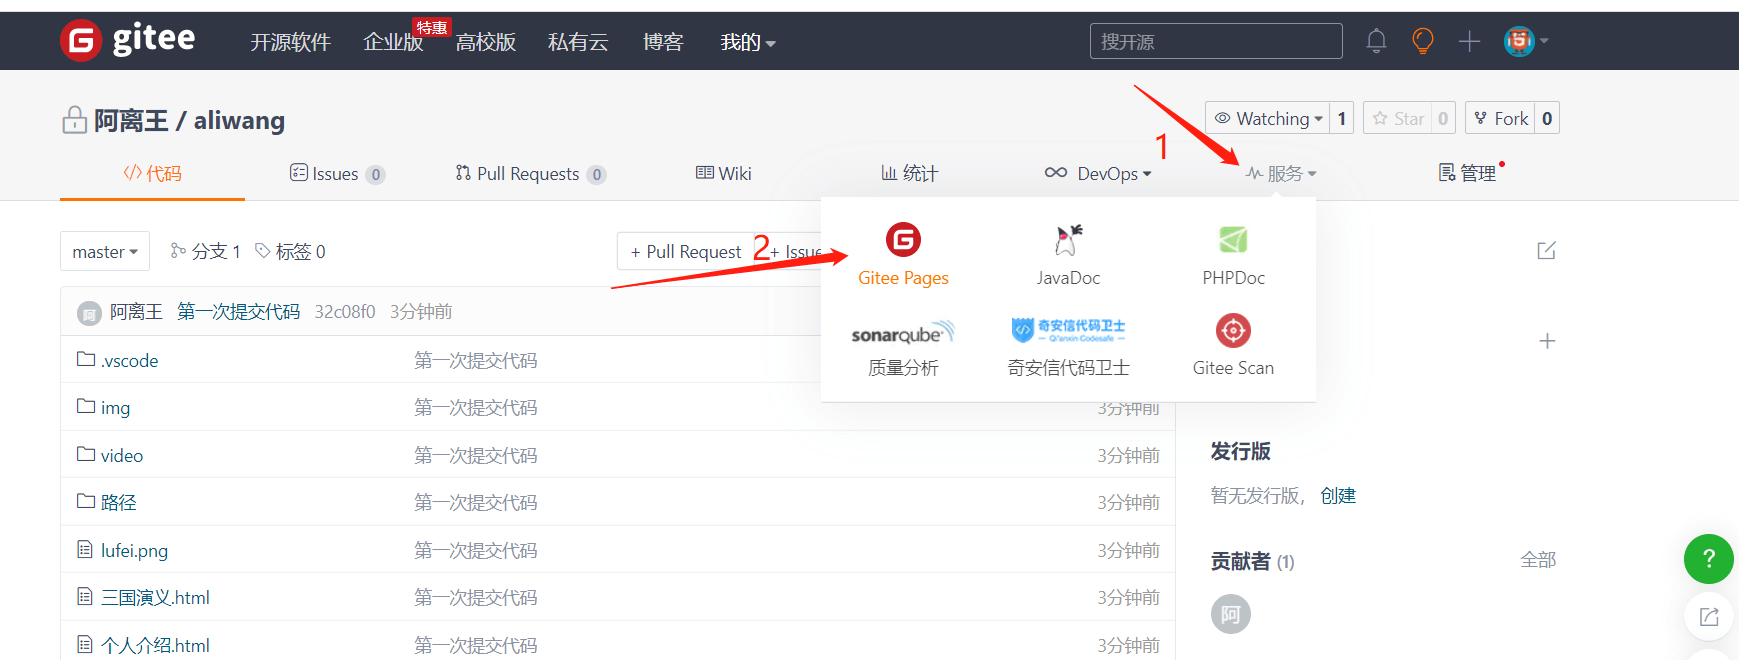 gitee 开源软件 企业版 特惠 高校版 私有云 博客 我的 搜开源
阿离王 / aliwang
Watching 1 Star 0 Fork 0
1
代码 Issues 0 Pull Requests 0 Wiki 统计 DevOps 服务 管理
master 分支 1 标签 0 + Pull Request 2 + Issue
Gitee Pages JavaDoc PHPDoc
阿 阿离王 第一次提交代码 32c08f0 3分钟前
sonarqube 奇安信代码卫士
Qi'anxin Codesafe
质量分析 奇安信代码卫士 Gitee Scan
.vscode 第一次提交代码
img 第一次提交代码 3分钟前
video 第一次提交代码 3分钟前
路径 第一次提交代码 3分钟前
lufei.png 第一次提交代码 3分钟前
三国演义.html 第一次提交代码 3分钟前
个人介绍.html 第一次提交代码 3分钟前
发行版
暂无发行版， 创建
贡献者 (1) 全部
阿
?